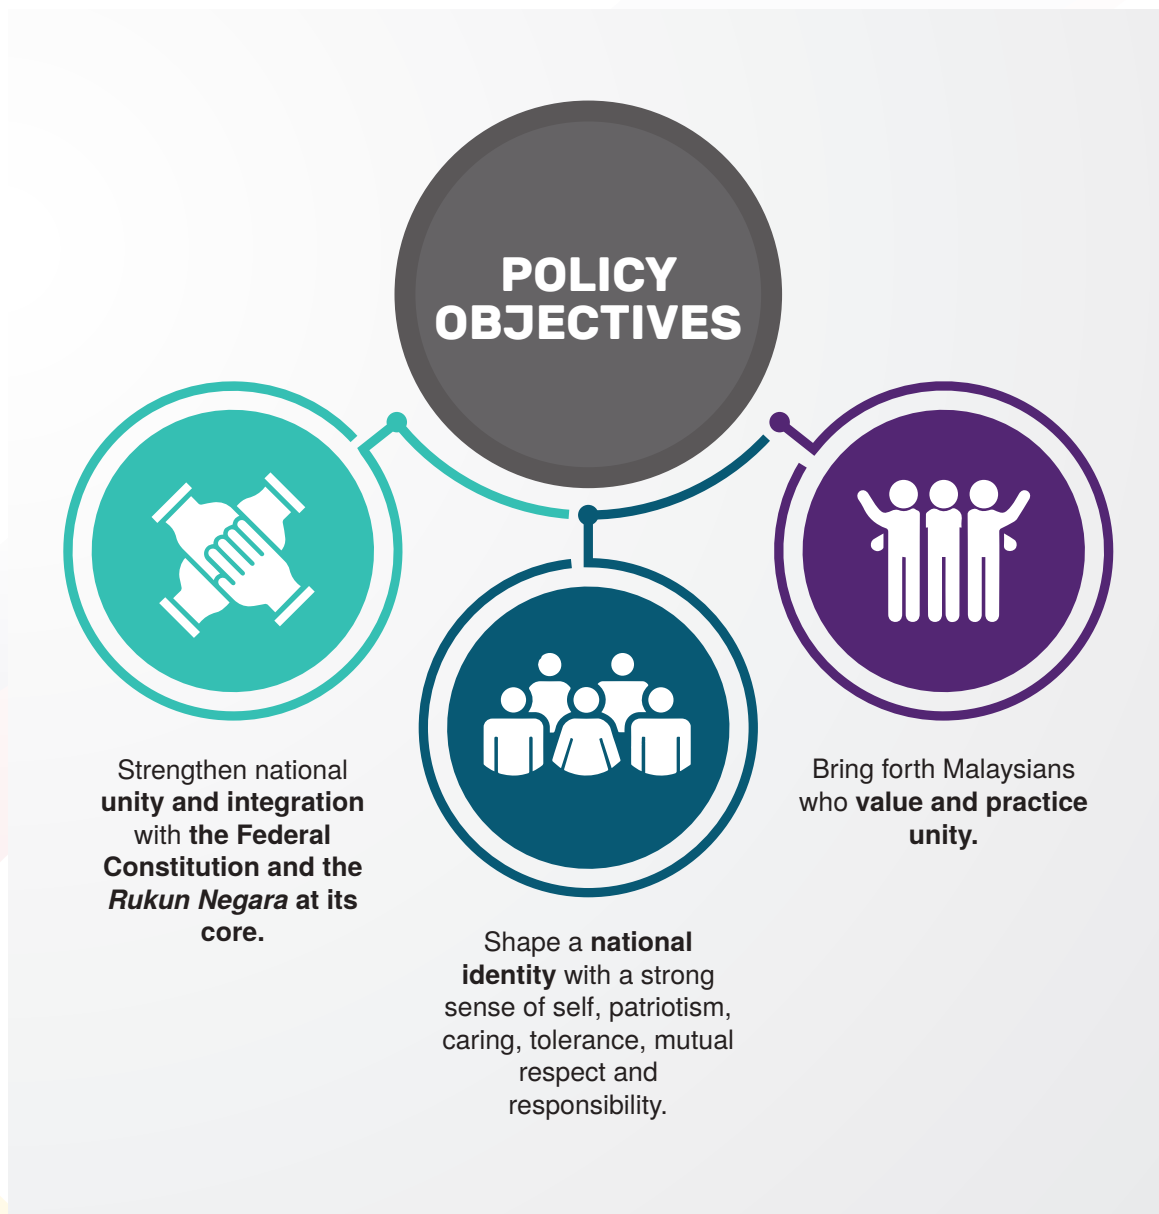 POLICY
OBJECTIVES
Strengthen national
unity and integration
with the Federal
Constitution and the
Rukun Negara at its
core.
Shape a national
identity with a strong
sense of self, patriotism,
caring, tolerance, mutual
respect and
responsibility.
Bring forth Malaysians
who value and practice
unity.